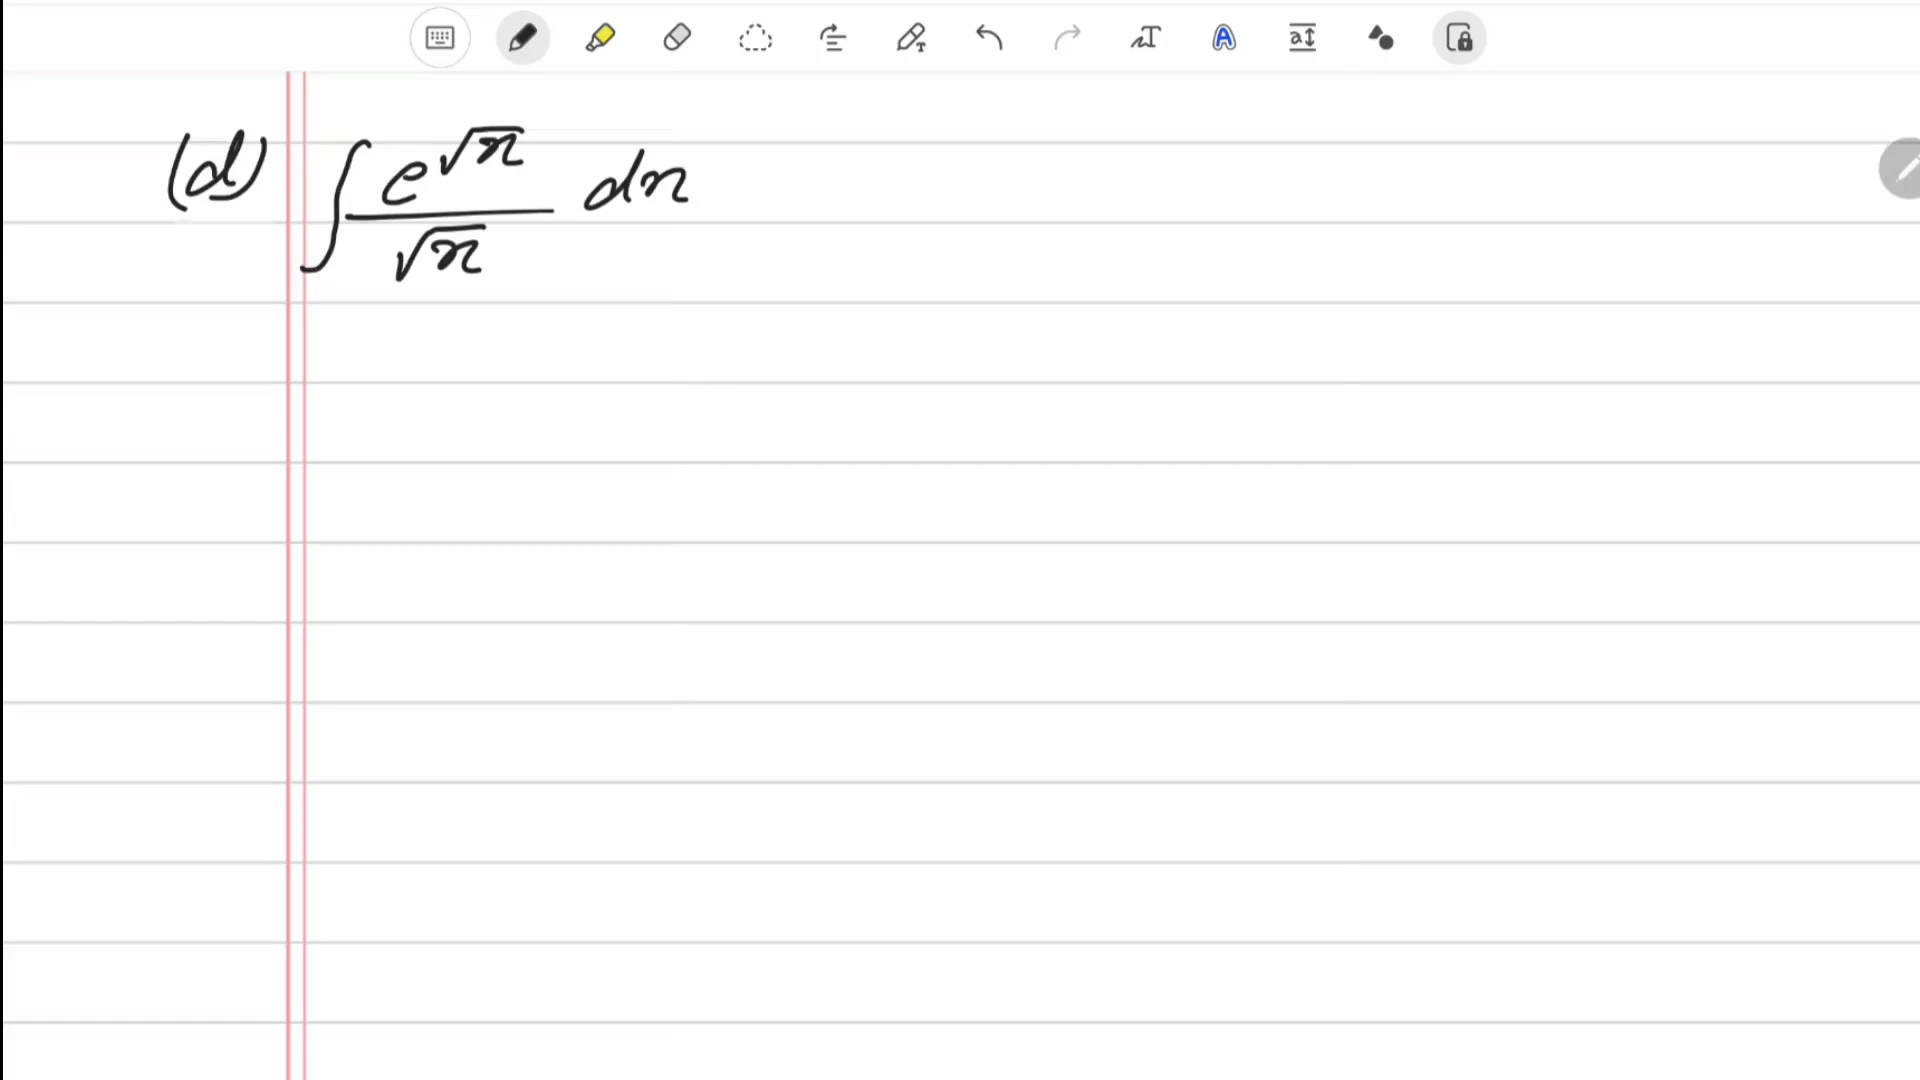 (d) ∫ e^√x / √x dx